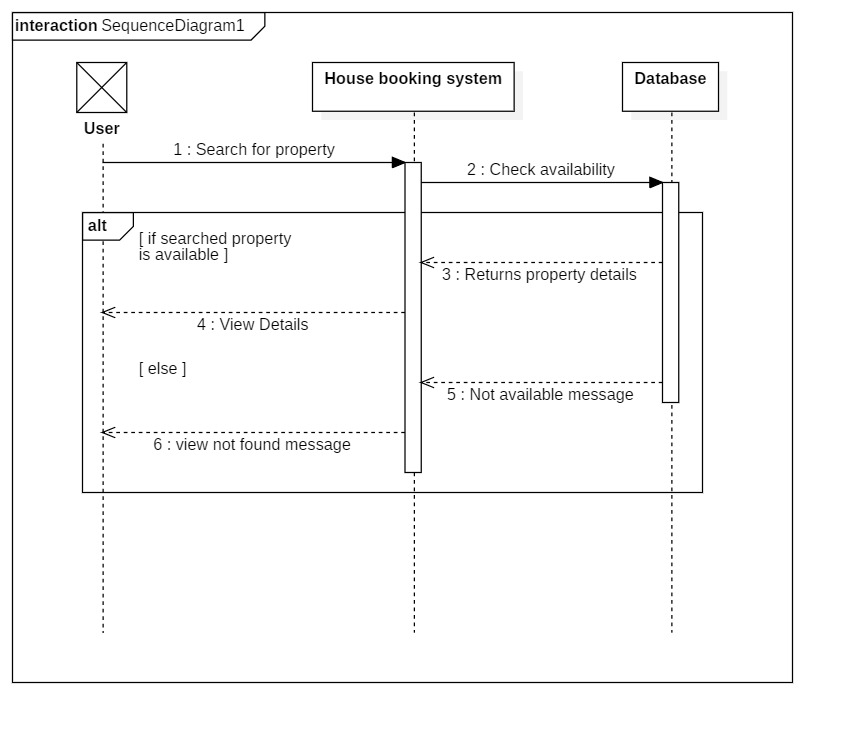 interaction SequenceDiagram1
House booking system
Database
User
1 : Search for property
2 : Check availability
alt
[ if searched property
is available ]
3 : Returns property details
4 : View Details
[ else ]
5 : Not available message
6 : view not found message